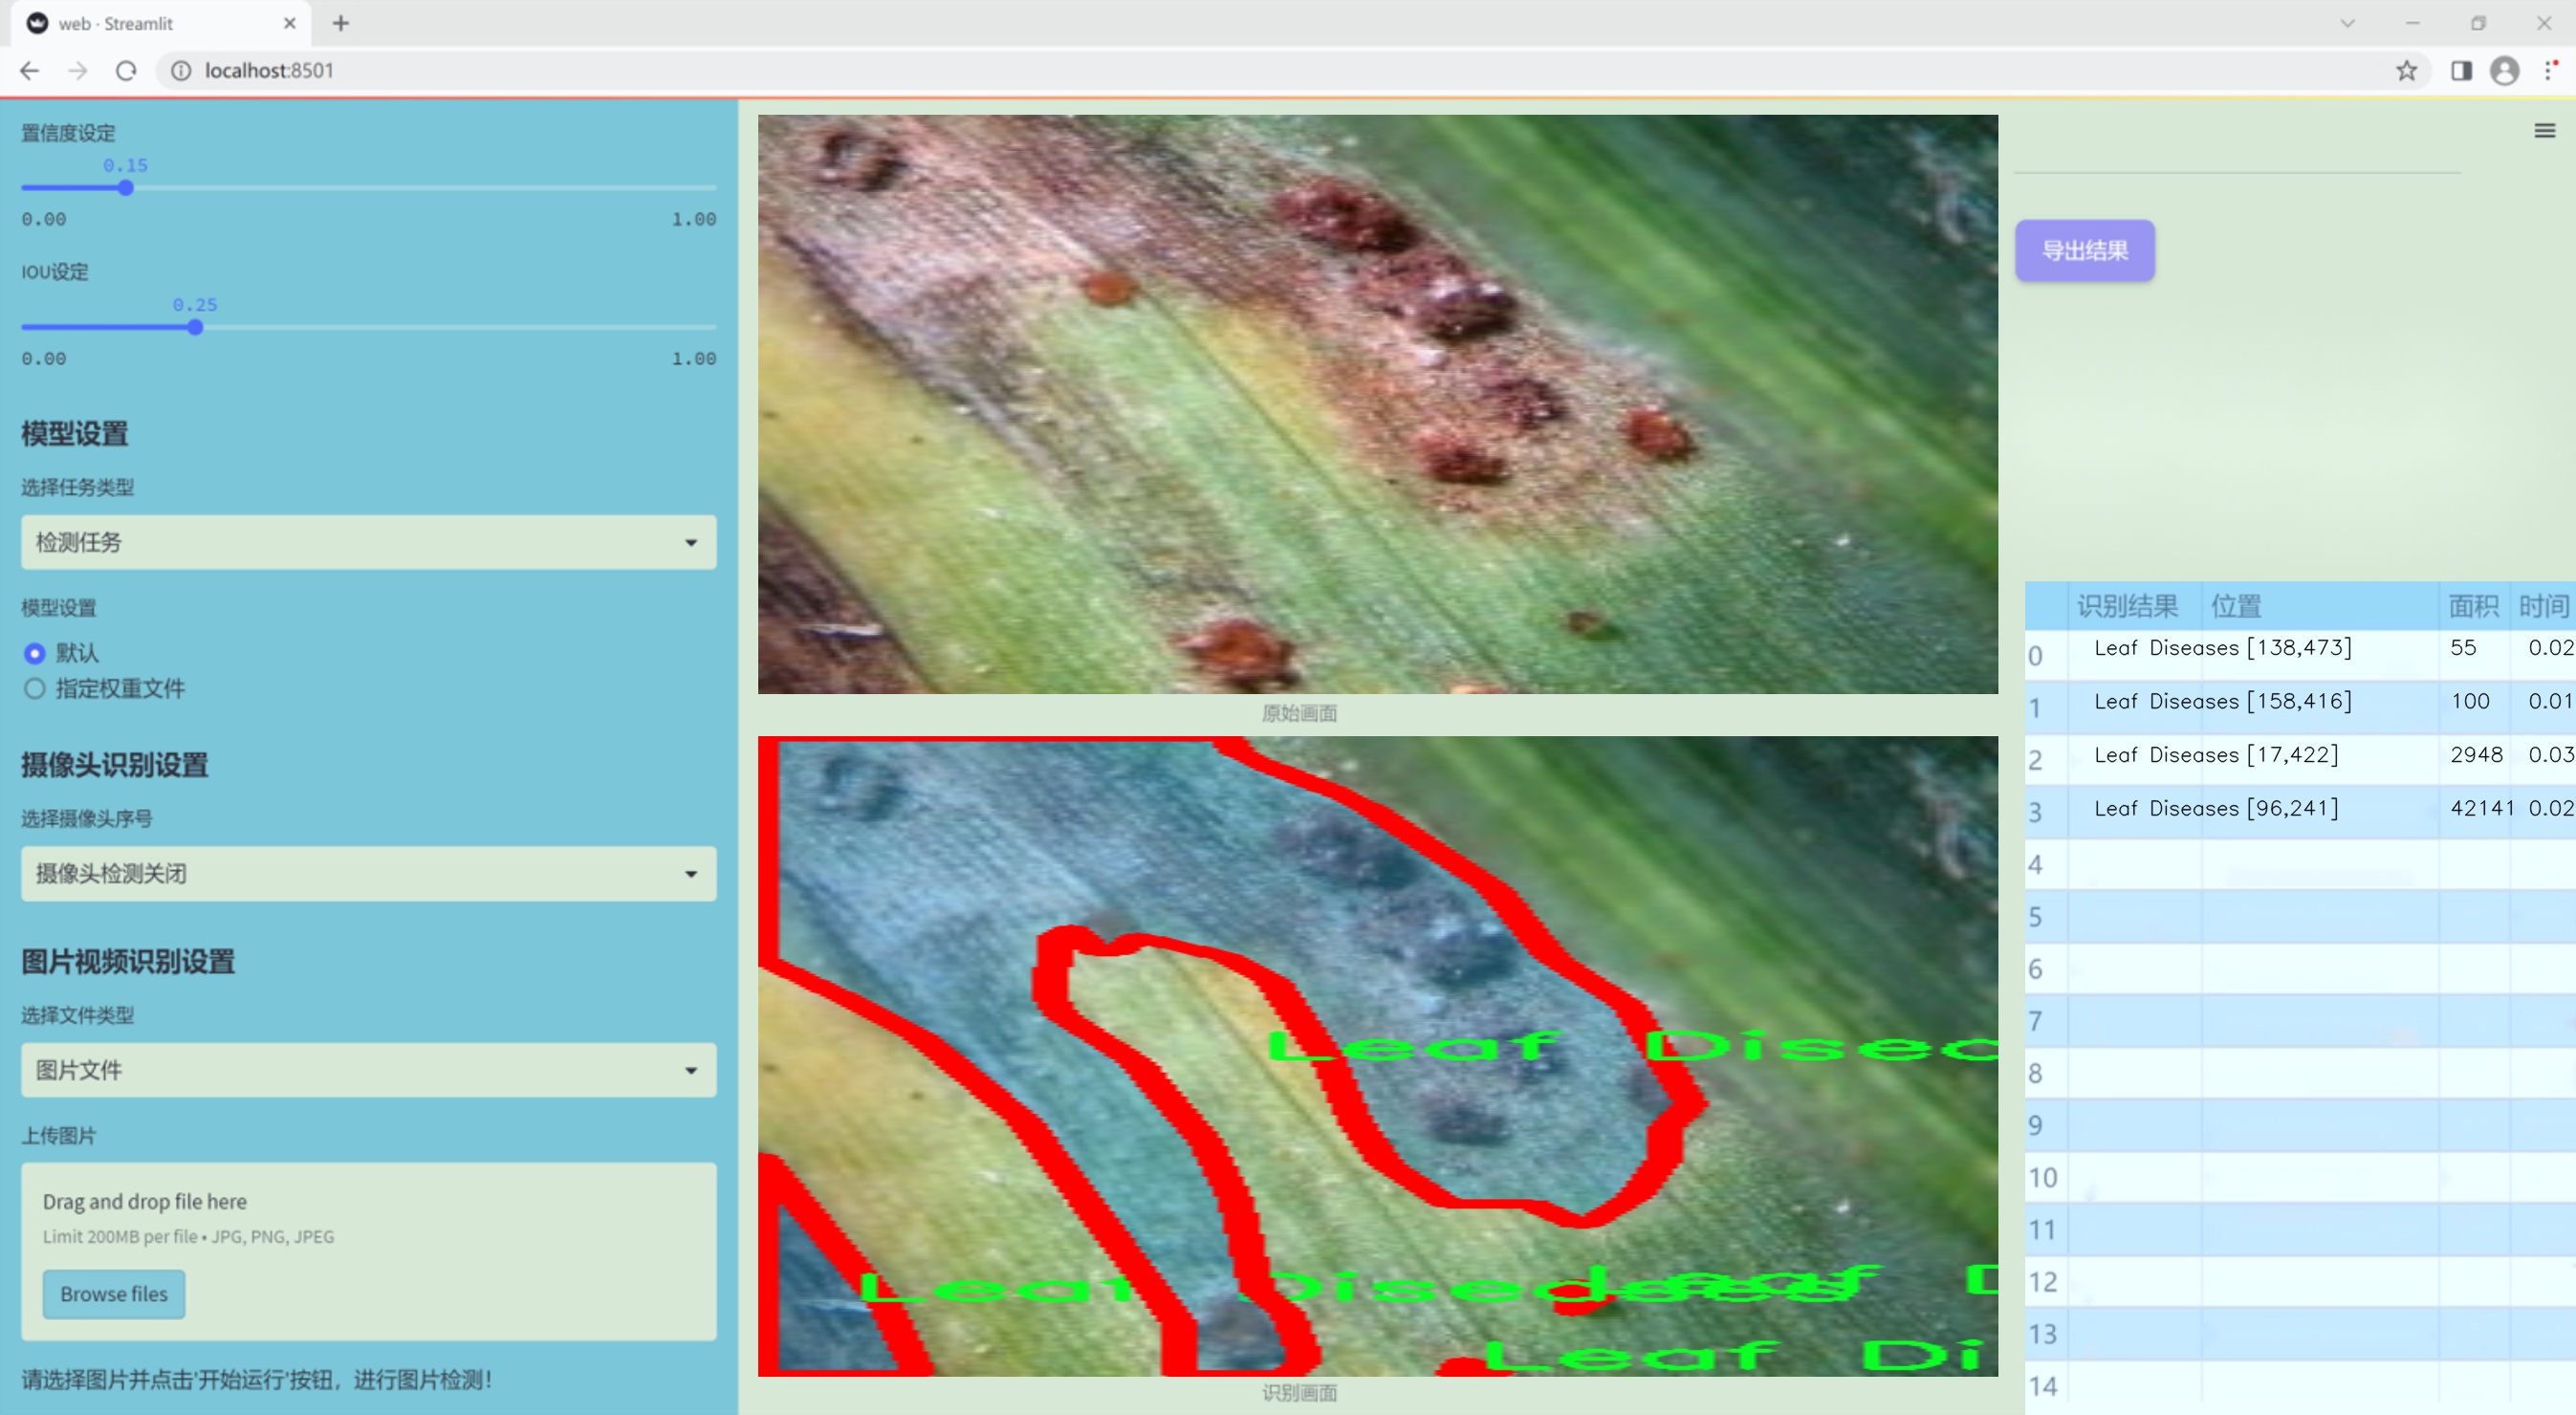 web · Streamlit
localhost:8501
置信度设定
0.15
0.00 1.00
IOU设定
0.25
0.00 1.00
模型设置
选择任务类型
检测任务
模型设置
默认
指定权重文件
摄像头识别设置
选择摄像头序号
摄像头检测关闭
图片视频识别设置
选择文件类型
图片文件
上传图片
Drag and drop file here
Limit 200MB per file • JPG, PNG, JPEG
Browse files
请选择图片并点击'开始运行'按钮，进行图片检测！
原始画面
Leaf Diseases
Leaf Diseases Leaf D
Leaf Di
识别画面
导出结果
识别结果 位置 面积 时间
0 Leaf Diseases [138,473] 55 0.02
1 Leaf Diseases [158,416] 100 0.01
2 Leaf Diseases [17,422] 2948 0.03
3 Leaf Diseases [96,241] 42141 0.02
4
5
6
7
8
9
10
11
12
13
14